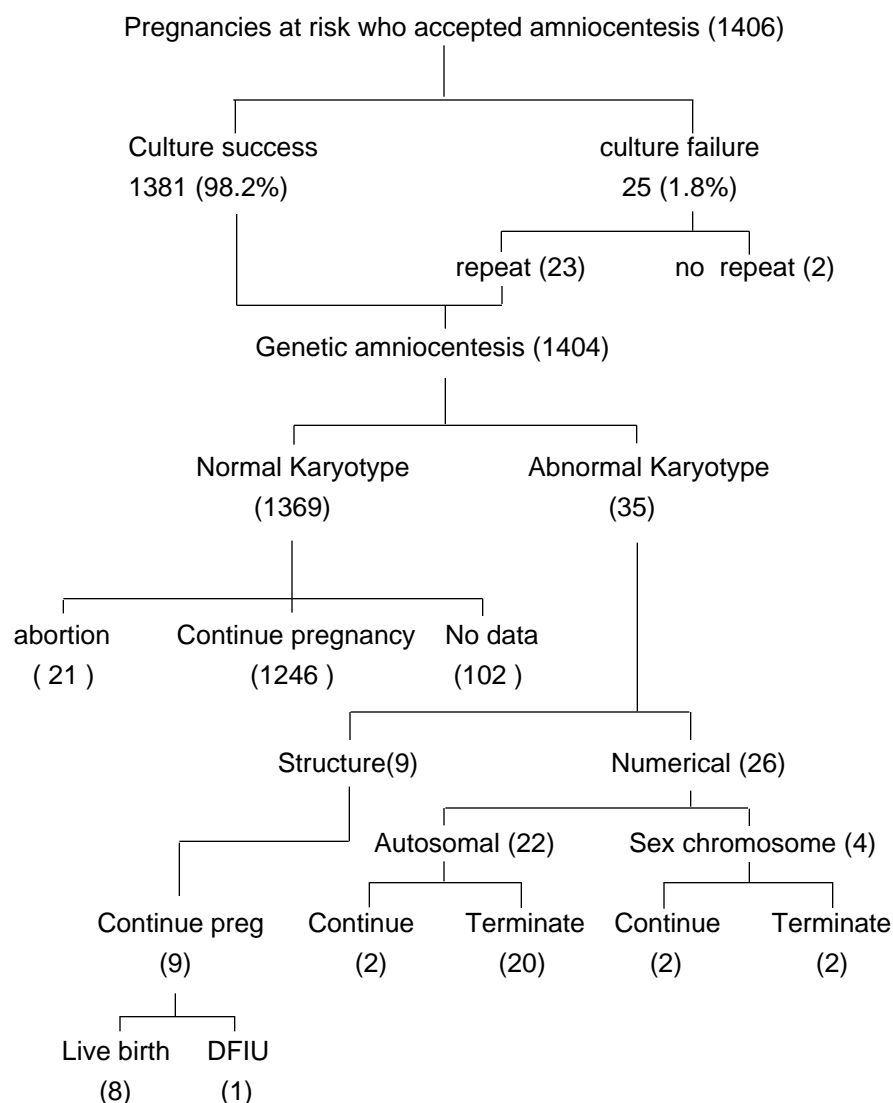 Pregnancies at risk who accepted amniocentesis (1406)
Culture success
1381 (98.2%)
culture failure
25 (1.8%)
repeat (23)
no repeat (2)
Genetic amniocentesis (1404)
Normal Karyotype
(1369)
Abnormal Karyotype
(35)
abortion
( 21 )
Continue pregnancy
(1246 )
No data
(102 )
Structure(9)
Numerical (26)
Autosomal (22)
Sex chromosome (4)
Continue preg
(9)
Continue
(2)
Terminate
(20)
Continue
(2)
Terminate
(2)
Live birth
(8)
DFIU
(1)